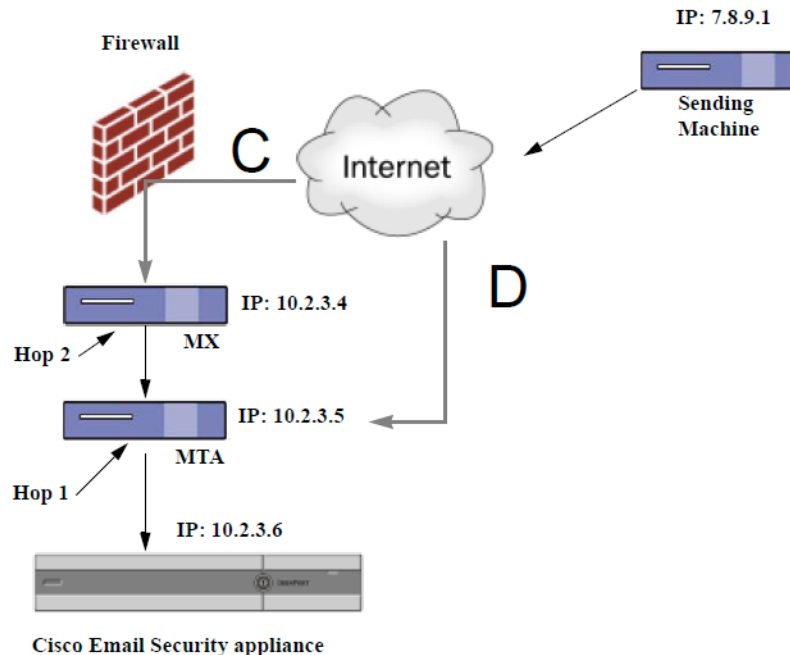 IP: 7.8.9.1
Firewall
Sending
Machine
C
Internet
D
IP: 10.2.3.4
MX
Hop 2
IP: 10.2.3.5
MTA
Hop 1
IP: 10.2.3.6
Cisco Email Security appliance